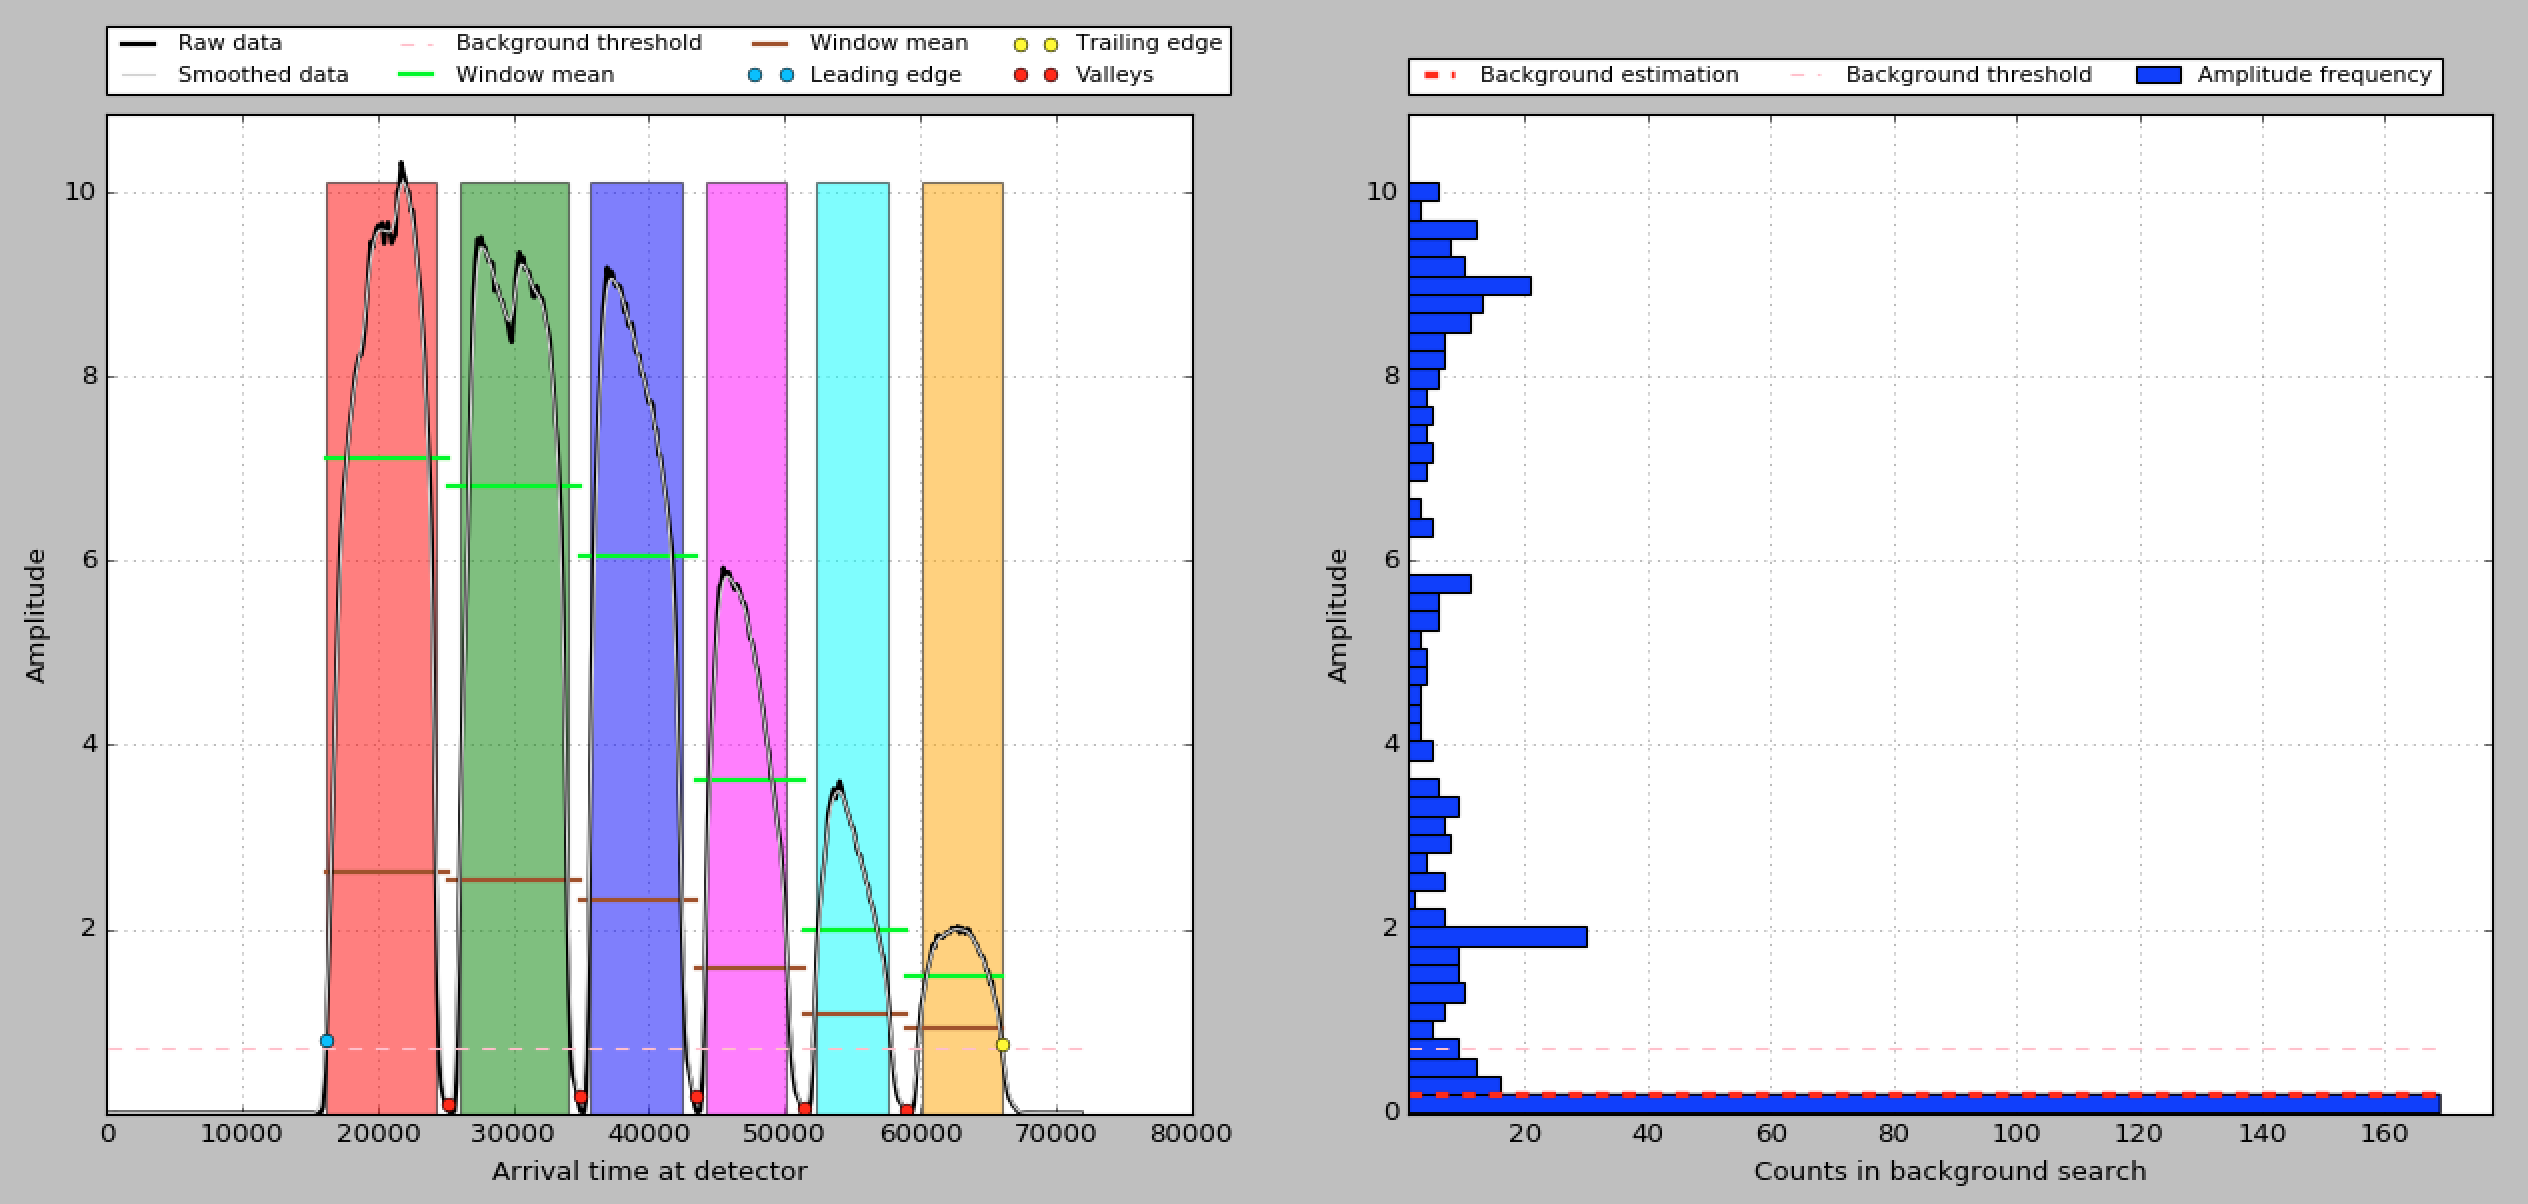 Raw data
Background threshold
Window mean
Trailing edge
Smoothed data
Window mean
Leading edge
Valleys
Background estimation
Background threshold
Amplitude frequency
10
8
6
4
2
Amplitude
0
10000
20000
30000
40000
50000
60000
70000
80000
Arrival time at detector
10
8
6
4
2
0
Amplitude
20
40
60
80
100
120
140
160
Counts in background search